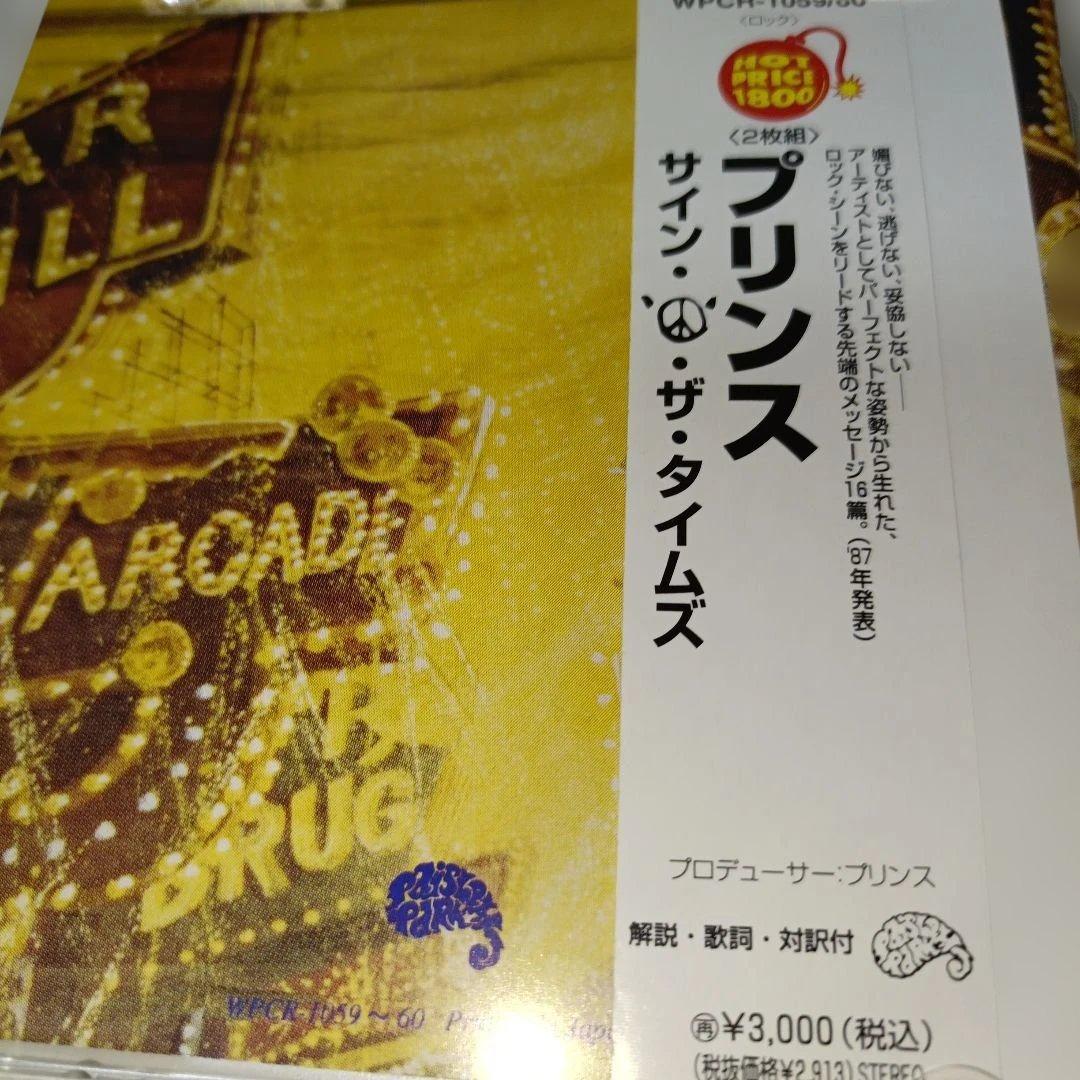 WPCR-1059/60
〈ロック〉
HOT
PRICE
1800
〈2枚組〉
媚びない、逃げない、妥協しない――
アーティストとしてパーフェクトな姿勢から生れた、
ロック・シーンをリードする先端のメッセージ16篇。('87年発表)
プリンス
サイン・☮・ザ・タイムズ
プロデューサー:プリンス
解説・歌詞・対訳付
PAISLEY
PARK
再¥3,000(税込)
(税抜価格¥2,913)STEREO
AR
ILL
ARCADE
DRUG
PAISLEY
PARK
WPCR-1059～60